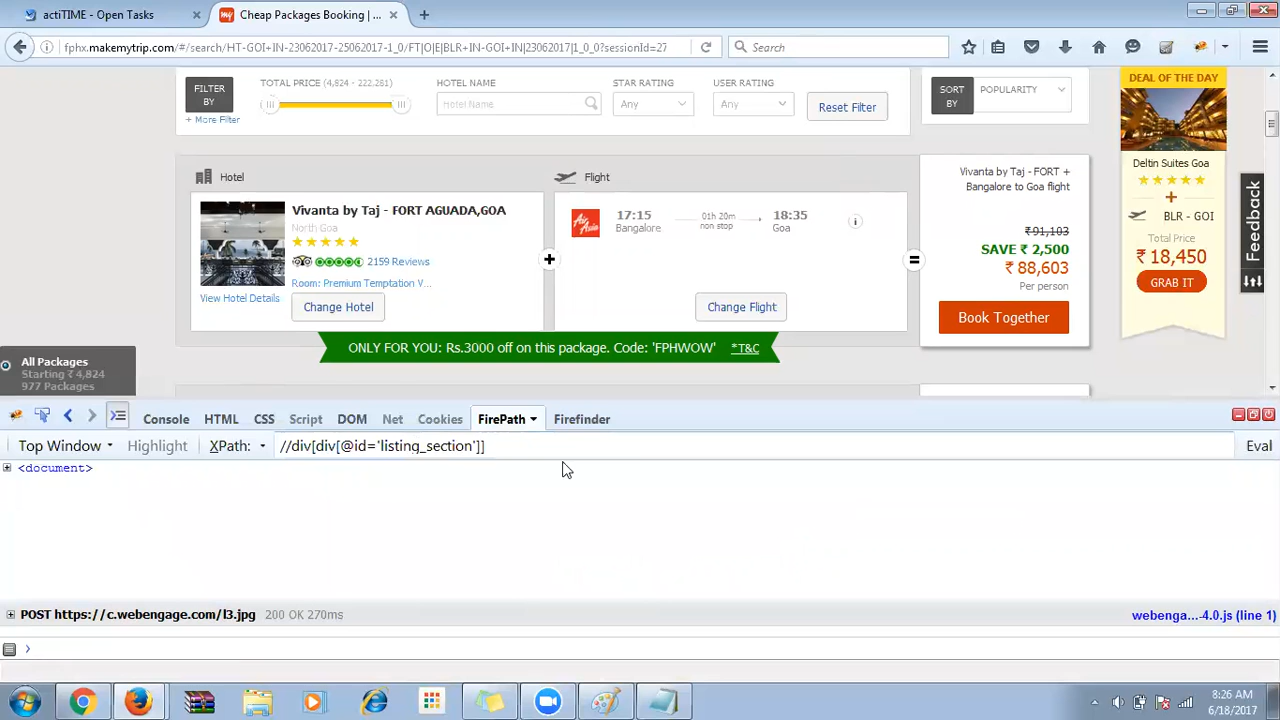 actiTIME - Open Tasks
Cheap Packages Booking | ...
fphx.makemytrip.com/#/search/HT-GOI+IN-23062017-25062017-1_0/FT|O|E|BLR+IN-GOI+IN|23062017|1_0_0?sessionId=27
Search
FILTER BY
+ More Filter
TOTAL PRICE (4,824 - 222,261)
HOTEL NAME
Hotel Name
STAR RATING
Any
USER RATING
Any
Reset Filter
SORT BY
POPULARITY
DEAL OF THE DAY
Deltin Suites Goa
+
BLR - GOI
Total Price
₹ 18,450
GRAB IT
Feedback
Hotel
Vivanta by Taj - FORT AGUADA,GOA
North Goa
2159 Reviews
Room: Premium Temptation V...
View Hotel Details
Change Hotel
+
Flight
Air Asia
17:15
Bangalore
01h 20m
non stop
18:35
Goa
Change Flight
=
Vivanta by Taj - FORT +
Bangalore to Goa flight
₹ 91,103
SAVE ₹ 2,500
₹ 88,603
Per person
Book Together
ONLY FOR YOU: Rs.3000 off on this package. Code: 'FPHWOW' *T&C
All Packages
Starting ₹ 4,824
977 Packages
Console HTML CSS Script DOM Net Cookies FirePath Firefinder
Top Window Highlight XPath: //div[div[@id='listing_section']] Eval
<document>
POST https://c.webengage.com/l3.jpg 200 OK 270ms webenga...-4.0.js (line 1)
8:26 AM
6/18/2017